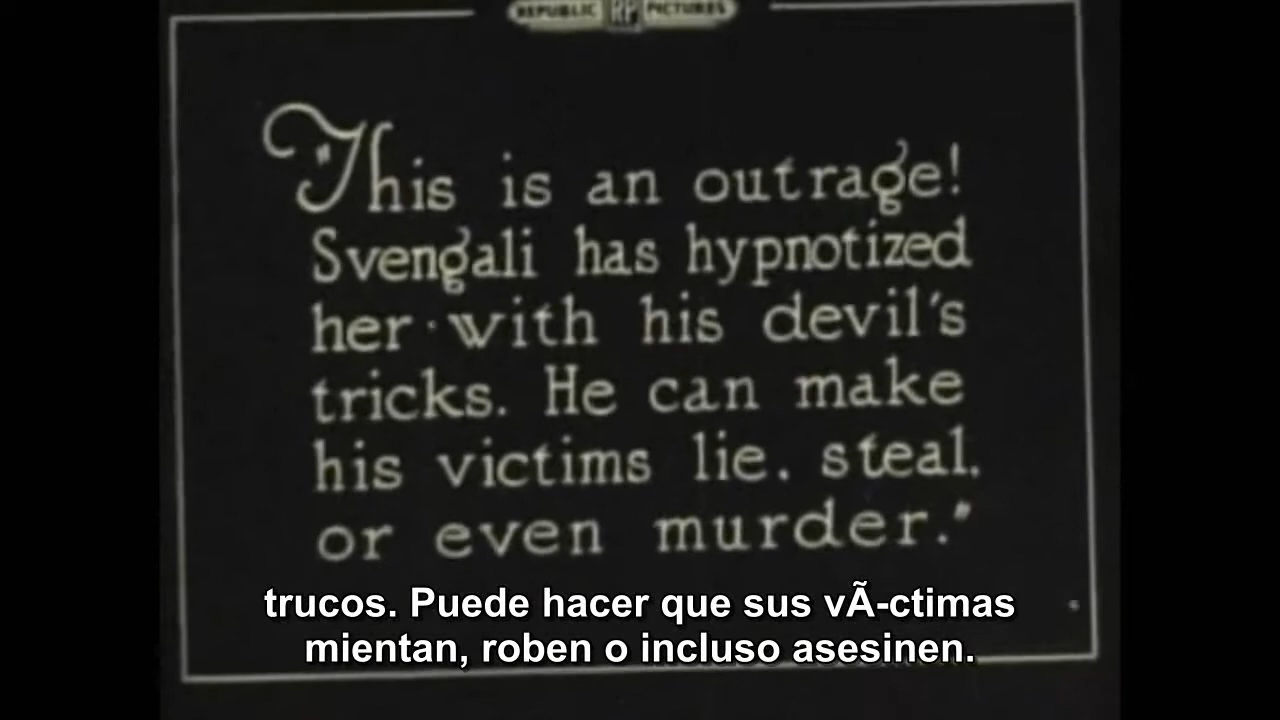 REPUBLIC RP PICTURES
"This is an outrage!
Svengali has hypnotized
her with his devil's
tricks. He can make
his victims lie, steal,
or even murder."
trucos. Puede hacer que sus vÃ-ctimas
mientan, roben o incluso asesinen.